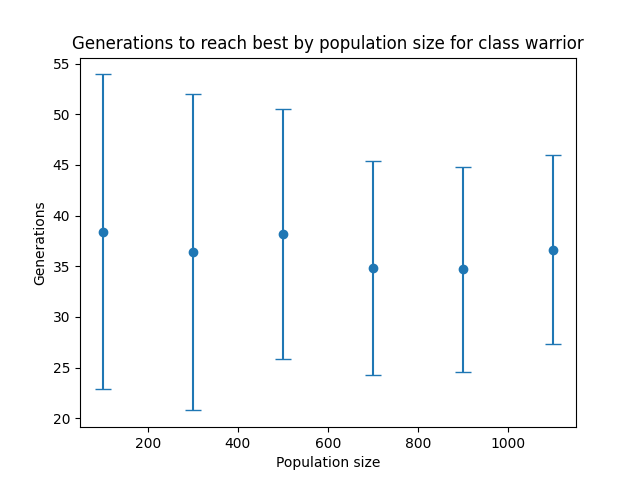 Generations to reach best by population size for class warrior
55
50
45
40
35
30
25
20
Generations
200 400 600 800 1000
Population size